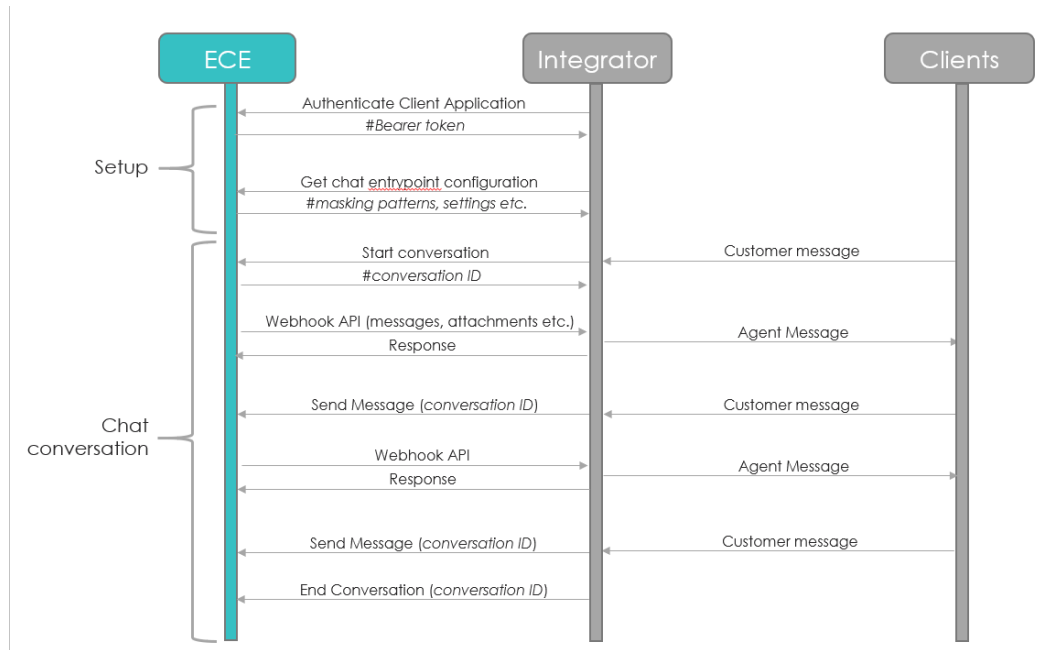 ECE
Integrator
Clients
Authenticate Client Application
#Bearer token
Setup
Get chat entrypoint configuration
#masking patterns, settings etc.
Start conversation
Customer message
#conversation ID
Webhook API (messages, attachments etc.)
Agent Message
Response
Send Message (conversation ID)
Customer message
Chat
conversation
Webhook API
Agent Message
Response
Send Message (conversation ID)
Customer message
End Conversation (conversation ID)